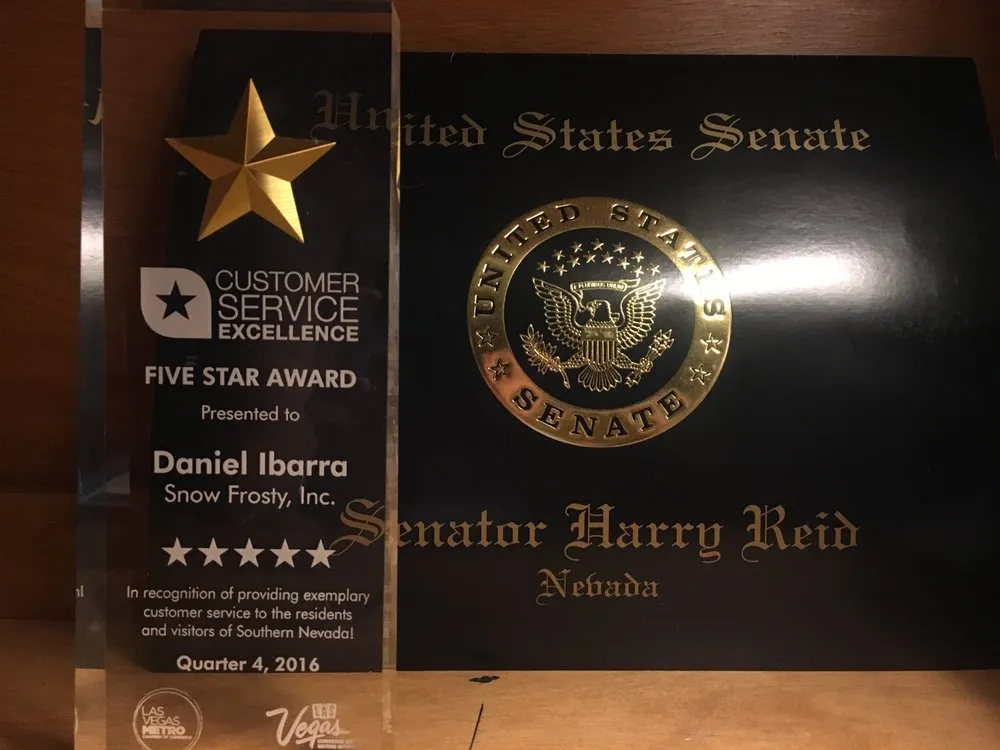 CUSTOMER
SERVICE
EXCELLENCE
FIVE STAR AWARD
Presented to
Daniel Ibarra
Snow Frosty, Inc.
In recognition of providing exemplary
customer service to the residents
and visitors of Southern Nevada!
Quarter 4, 2016
LAS
VEGAS
METRO
LAS
Vegas
United States Senate
UNITED STATES
SENATE
Senator Harry Reid
Nevada